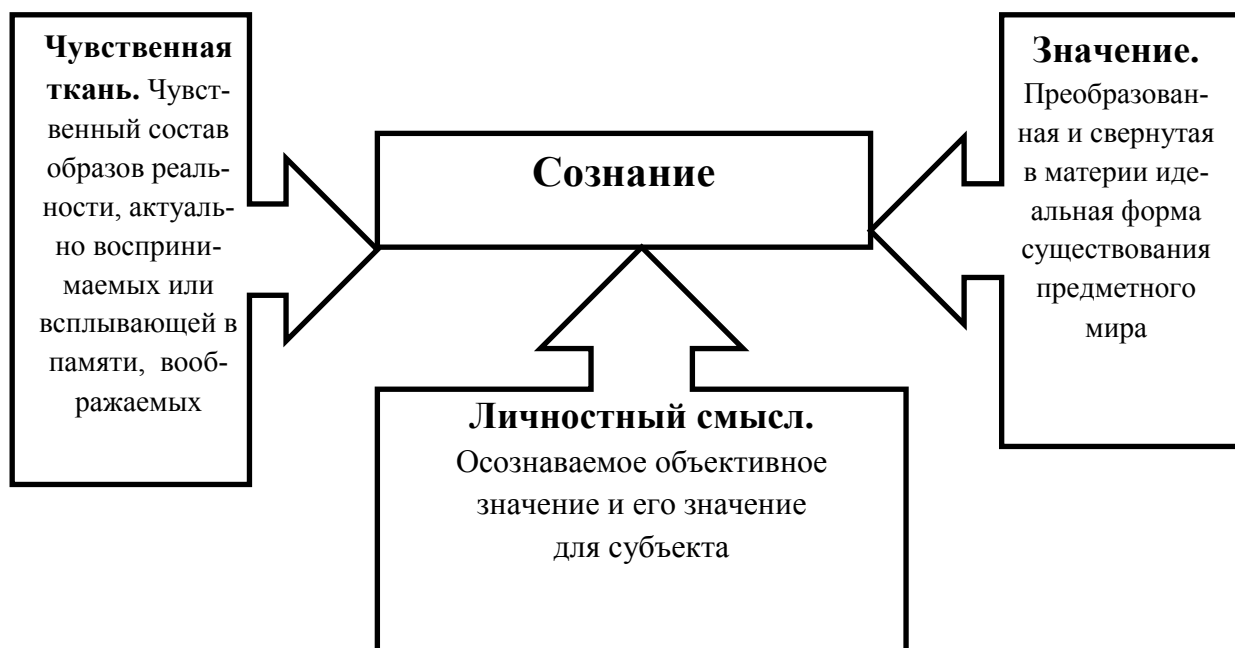 Чувственная
ткань. Чувст-
венный состав
образов реаль-
ности, актуаль-
но восприни-
маемых или
всплывающей в
памяти, вооб-
ражаемых
Сознание
Значение.
Преобразован-
ная и свернутая
в материи иде-
альная форма
существования
предметного
мира
Личностный смысл.
Осознаваемое объективное
значение и его значение
для субъекта